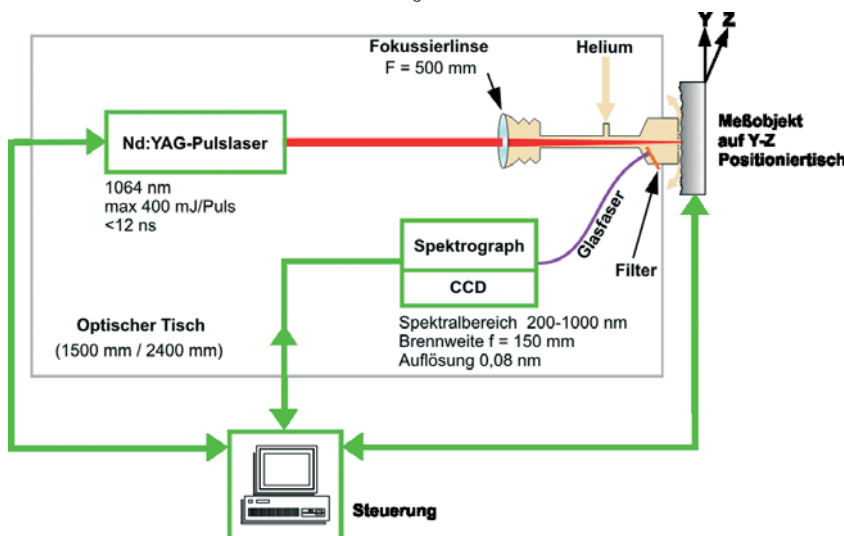 Y Z
Fokussierlinse
F = 500 mm
Helium
Nd:YAG-Pulslaser
1064 nm
max 400 mJ/Puls
<12 ns
Meßobjekt
auf Y-Z
Positioniertisch
Glasfaser
Filter
Spektrograph
CCD
Spektralbereich 200-1000 nm
Brennweite f = 150 mm
Auflösung 0,08 nm
Optischer Tisch
(1500 mm / 2400 mm)
Steuerung